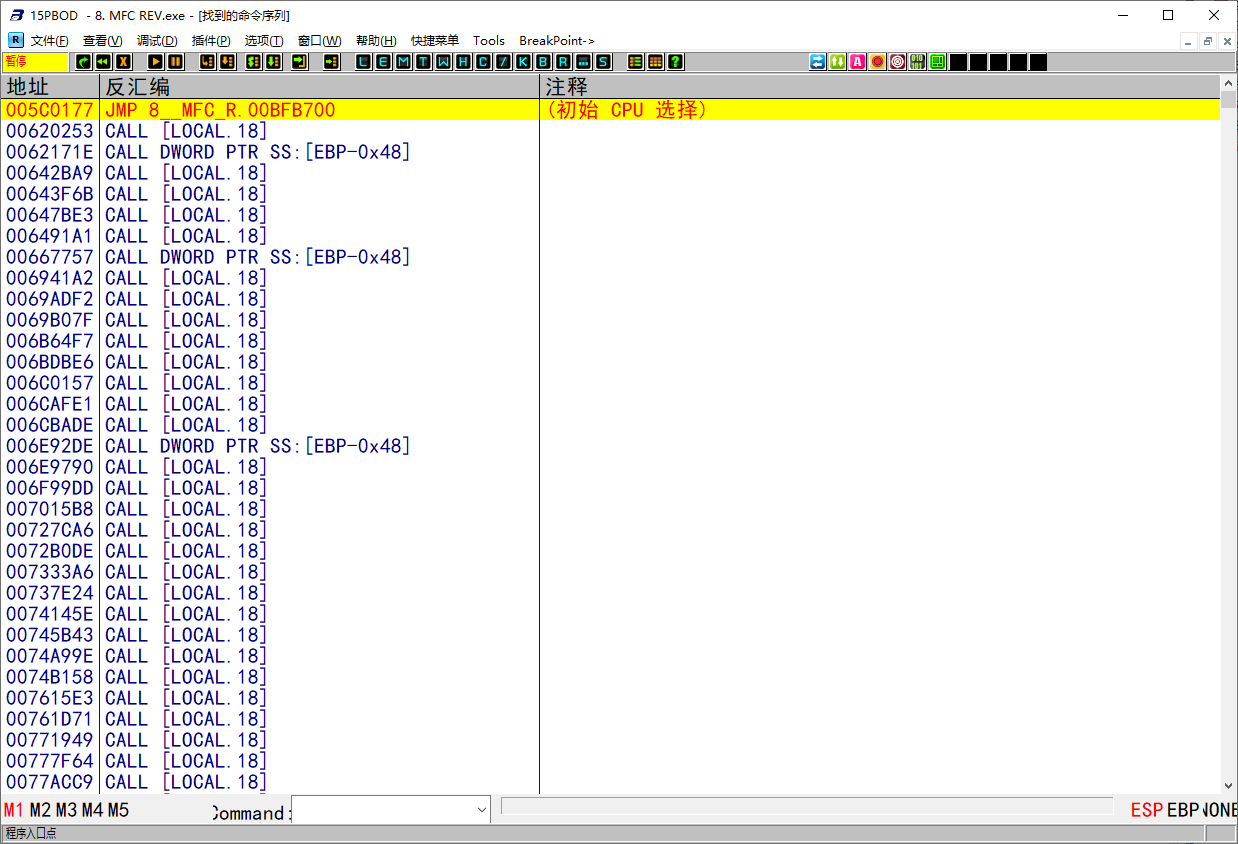 15PBOD - 8. MFC REV.exe - [找到的命令序列]
R 文件(F) 查看(V) 调试(D) 插件(P) 选项(T) 窗口(W) 帮助(H) 快捷菜单 Tools BreakPoint->
暂停 X L E M T W H C / K B R ... S ? A
地址 反汇编 注释
005C0177 JMP 8__MFC_R.00BFB700 (初始 CPU 选择)
00620253 CALL [LOCAL.18]
0062171E CALL DWORD PTR SS:[EBP-0x48]
00642BA9 CALL [LOCAL.18]
00643F6B CALL [LOCAL.18]
00647BE3 CALL [LOCAL.18]
006491A1 CALL [LOCAL.18]
00667757 CALL DWORD PTR SS:[EBP-0x48]
006941A2 CALL [LOCAL.18]
0069ADF2 CALL [LOCAL.18]
0069B07F CALL [LOCAL.18]
006B64F7 CALL [LOCAL.18]
006BDBE6 CALL [LOCAL.18]
006C0157 CALL [LOCAL.18]
006CAFE1 CALL [LOCAL.18]
006CBADE CALL [LOCAL.18]
006E92DE CALL DWORD PTR SS:[EBP-0x48]
006E9790 CALL [LOCAL.18]
006F99DD CALL [LOCAL.18]
007015B8 CALL [LOCAL.18]
00727CA6 CALL [LOCAL.18]
0072B0DE CALL [LOCAL.18]
007333A6 CALL [LOCAL.18]
00737E24 CALL [LOCAL.18]
0074145E CALL [LOCAL.18]
00745B43 CALL [LOCAL.18]
0074A99E CALL [LOCAL.18]
0074B158 CALL [LOCAL.18]
007615E3 CALL [LOCAL.18]
00761D71 CALL [LOCAL.18]
00771949 CALL [LOCAL.18]
00777F64 CALL [LOCAL.18]
0077ACC9 CALL [LOCAL.18]
M1 M2 M3 M4 M5 Command: ESP EBP NONE
程序入口点